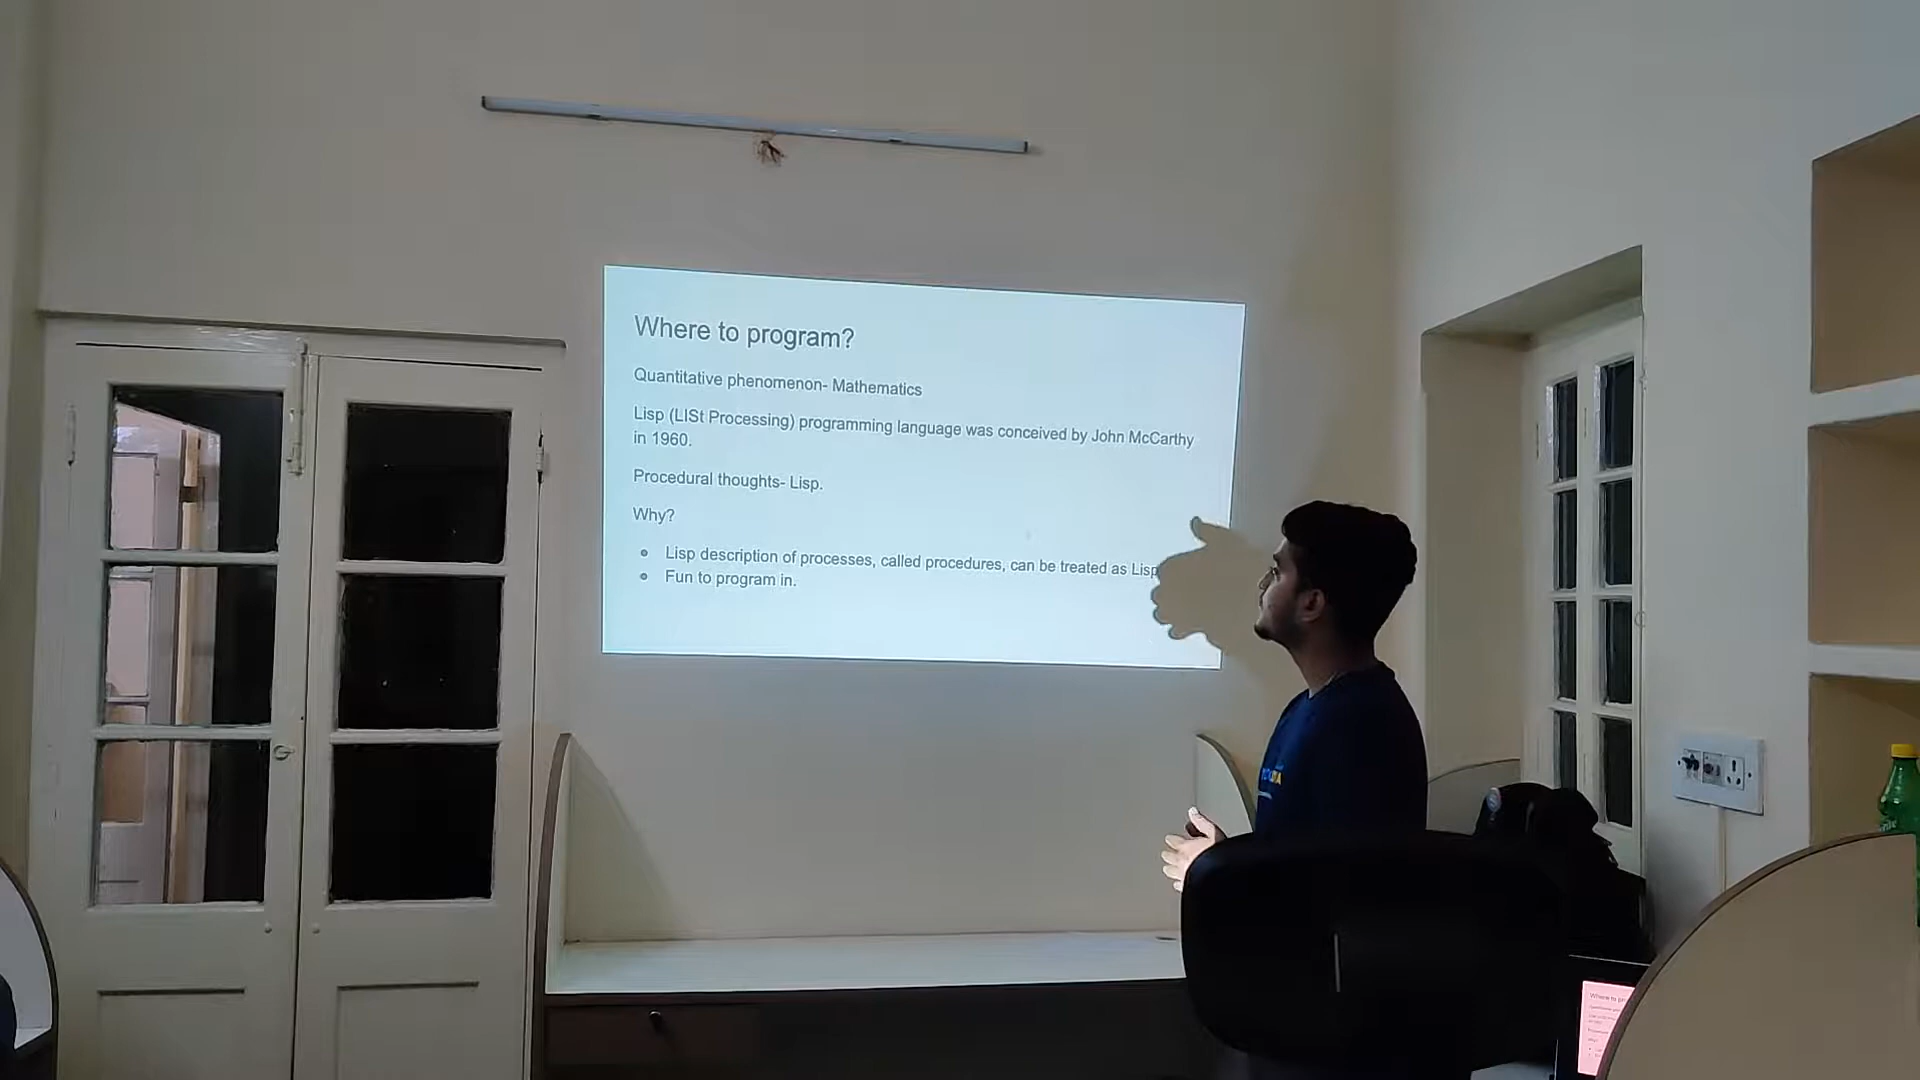 Where to program?
Quantitative phenomenon- Mathematics
Lisp (LISt Processing) programming language was conceived by John McCarthy
in 1960.
Procedural thoughts- Lisp.
Why?
Lisp description of processes, called procedures, can be treated as Lisp
Fun to program in.